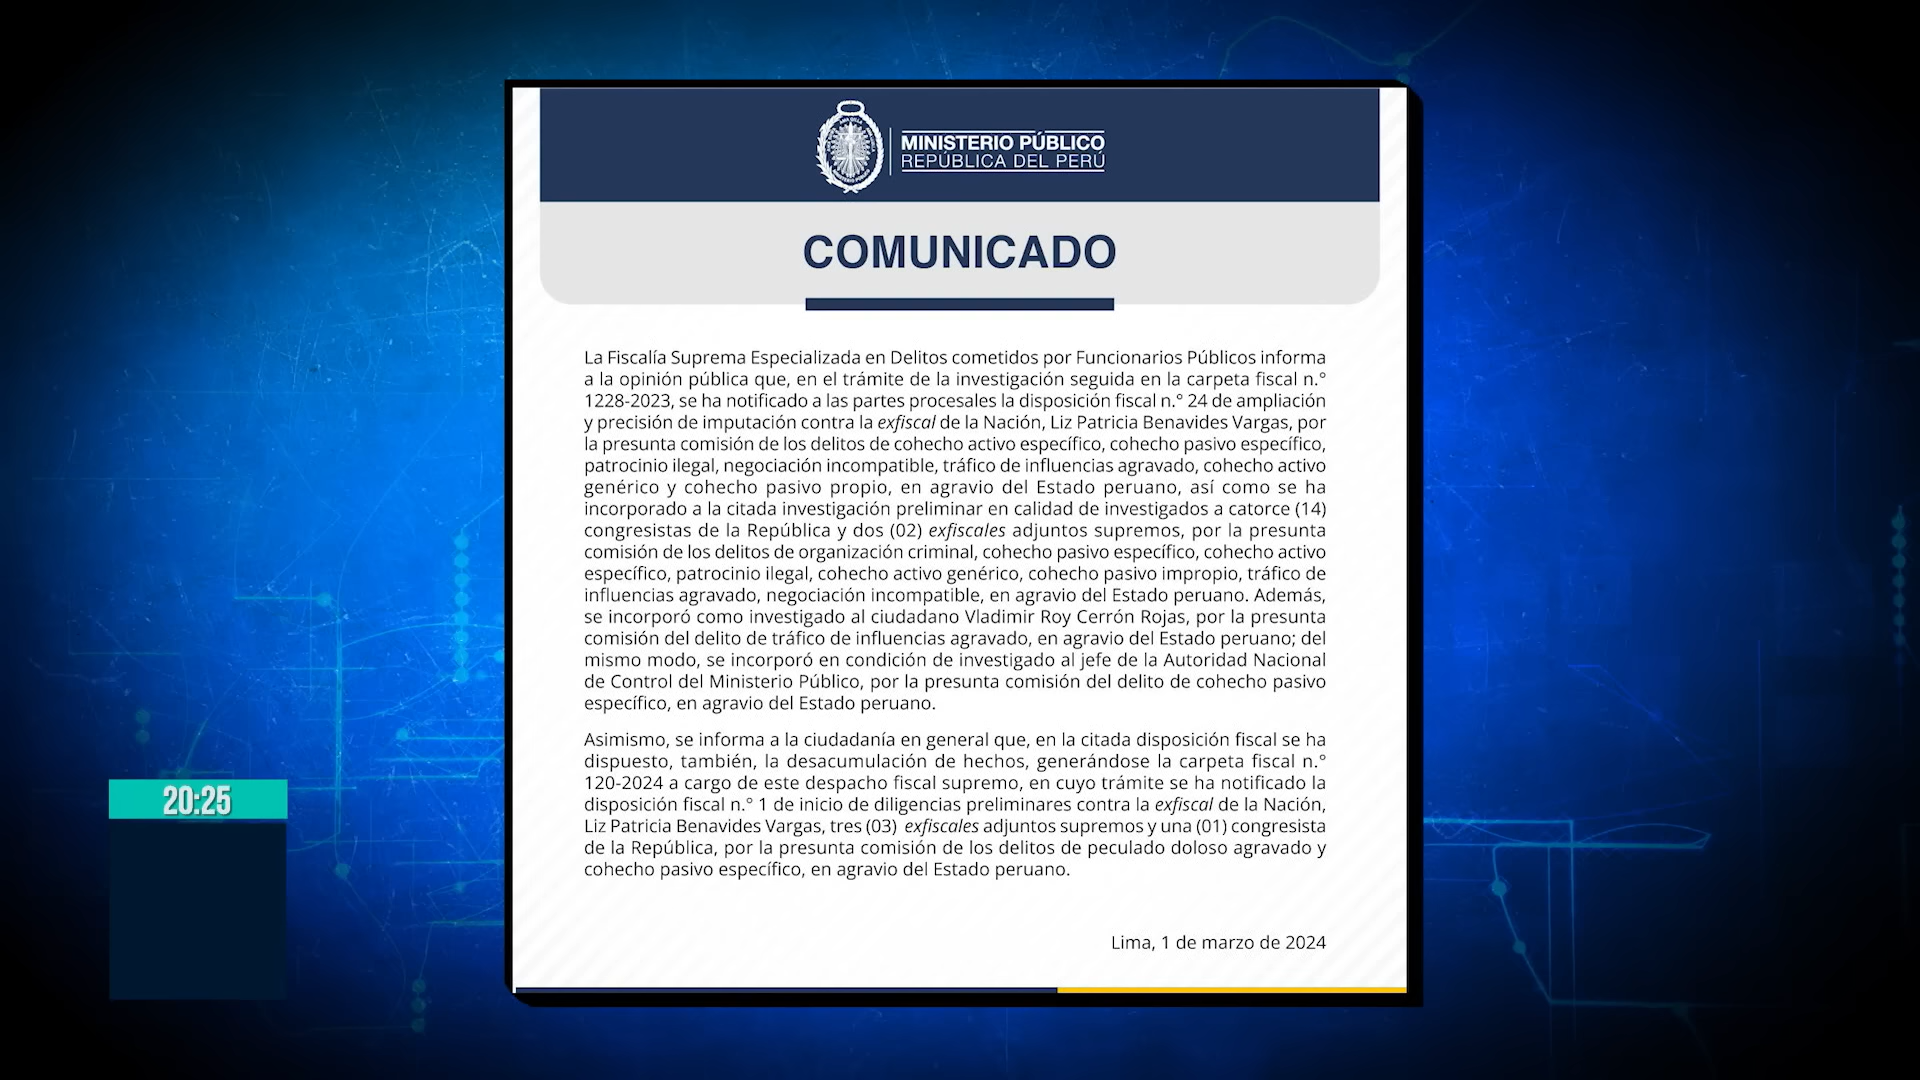 MINISTERIO PÚBLICO
REPÚBLICA DEL PERÚ
COMUNICADO
La Fiscalía Suprema Especializada en Delitos cometidos por Funcionarios Públicos informa
a la opinión pública que, en el trámite de la investigación seguida en la carpeta fiscal n.°
1228-2023, se ha notificado a las partes procesales la disposición fiscal n.° 24 de ampliación
y precisión de imputación contra la exfiscal de la Nación, Liz Patricia Benavides Vargas, por
la presunta comisión de los delitos de cohecho activo específico, cohecho pasivo específico,
patrocinio ilegal, negociación incompatible, tráfico de influencias agravado, cohecho activo
genérico y cohecho pasivo propio, en agravio del Estado peruano, así como se ha
incorporado a la citada investigación preliminar en calidad de investigados a catorce (14)
congresistas de la República y dos (02) exfiscales adjuntos supremos, por la presunta
comisión de los delitos de organización criminal, cohecho pasivo específico, cohecho activo
específico, patrocinio ilegal, cohecho activo genérico, cohecho pasivo impropio, tráfico de
influencias agravado, negociación incompatible, en agravio del Estado peruano. Además,
se incorporó como investigado al ciudadano Vladimir Roy Cerrón Rojas, por la presunta
comisión del delito de tráfico de influencias agravado, en agravio del Estado peruano; del
mismo modo, se incorporó en condición de investigado al jefe de la Autoridad Nacional
de Control del Ministerio Público, por la presunta comisión del delito de cohecho pasivo
específico, en agravio del Estado peruano.
Asimismo, se informa a la ciudadanía en general que, en la citada disposición fiscal se ha
dispuesto, también, la desacumulación de hechos, generándose la carpeta fiscal n.°
120-2024 a cargo de este despacho fiscal supremo, en cuyo trámite se ha notificado la
disposición fiscal n.° 1 de inicio de diligencias preliminares contra la exfiscal de la Nación,
Liz Patricia Benavides Vargas, tres (03) exfiscales adjuntos supremos y una (01) congresista
de la República, por la presunta comisión de los delitos de peculado doloso agravado y
cohecho pasivo específico, en agravio del Estado peruano.
Lima, 1 de marzo de 2024
20:25